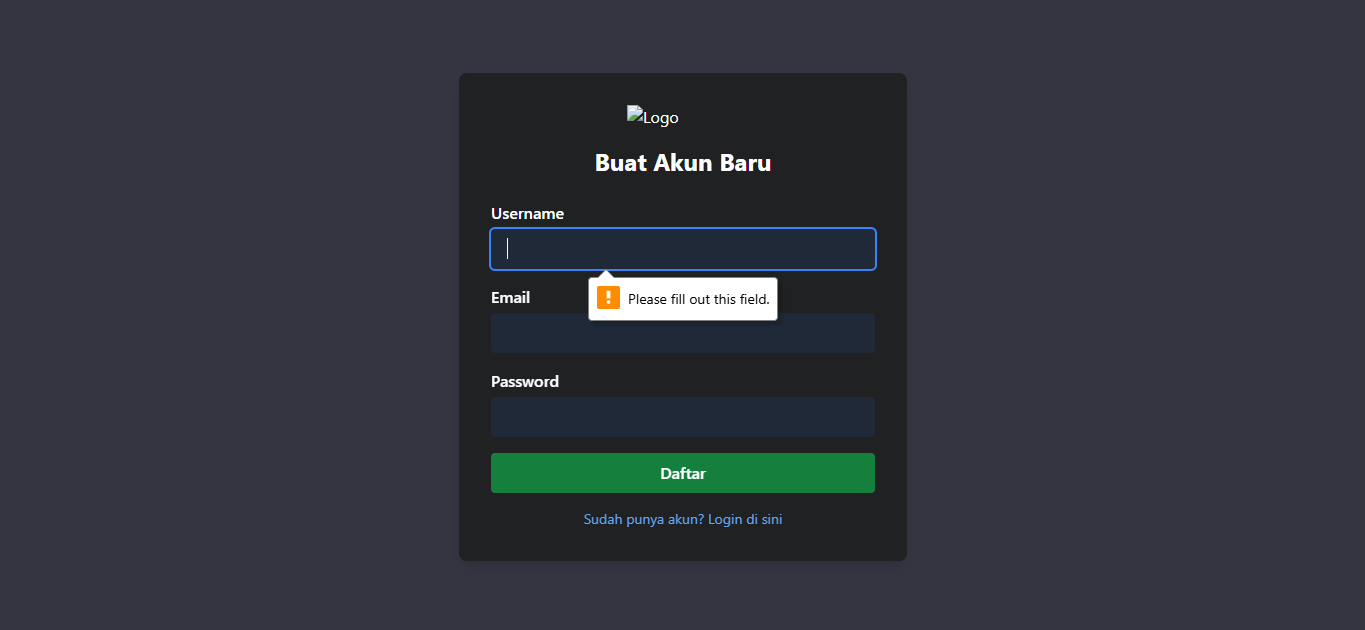 Logo
Buat Akun Baru
Username
Please fill out this field.
Email
Password
Daftar
Sudah punya akun? Login di sini